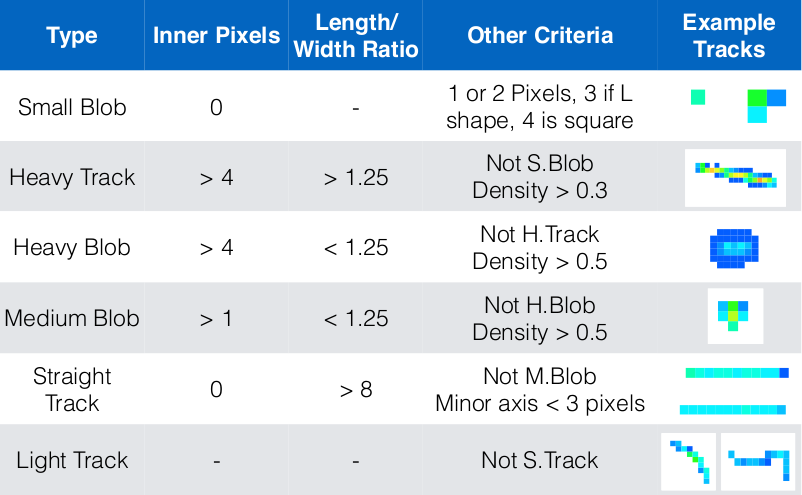 Type
Inner Pixels
Length/
Width Ratio
Other Criteria
Example
Tracks
Small Blob
0
-
1 or 2 Pixels, 3 if L
shape, 4 is square
Heavy Track
> 4
> 1.25
Not S.Blob
Density > 0.3
Heavy Blob
> 4
< 1.25
Not H.Track
Density > 0.5
Medium Blob
> 1
< 1.25
Not H.Blob
Density > 0.5
Straight
Track
0
> 8
Not M.Blob
Minor axis < 3 pixels
Light Track
-
-
Not S.Track